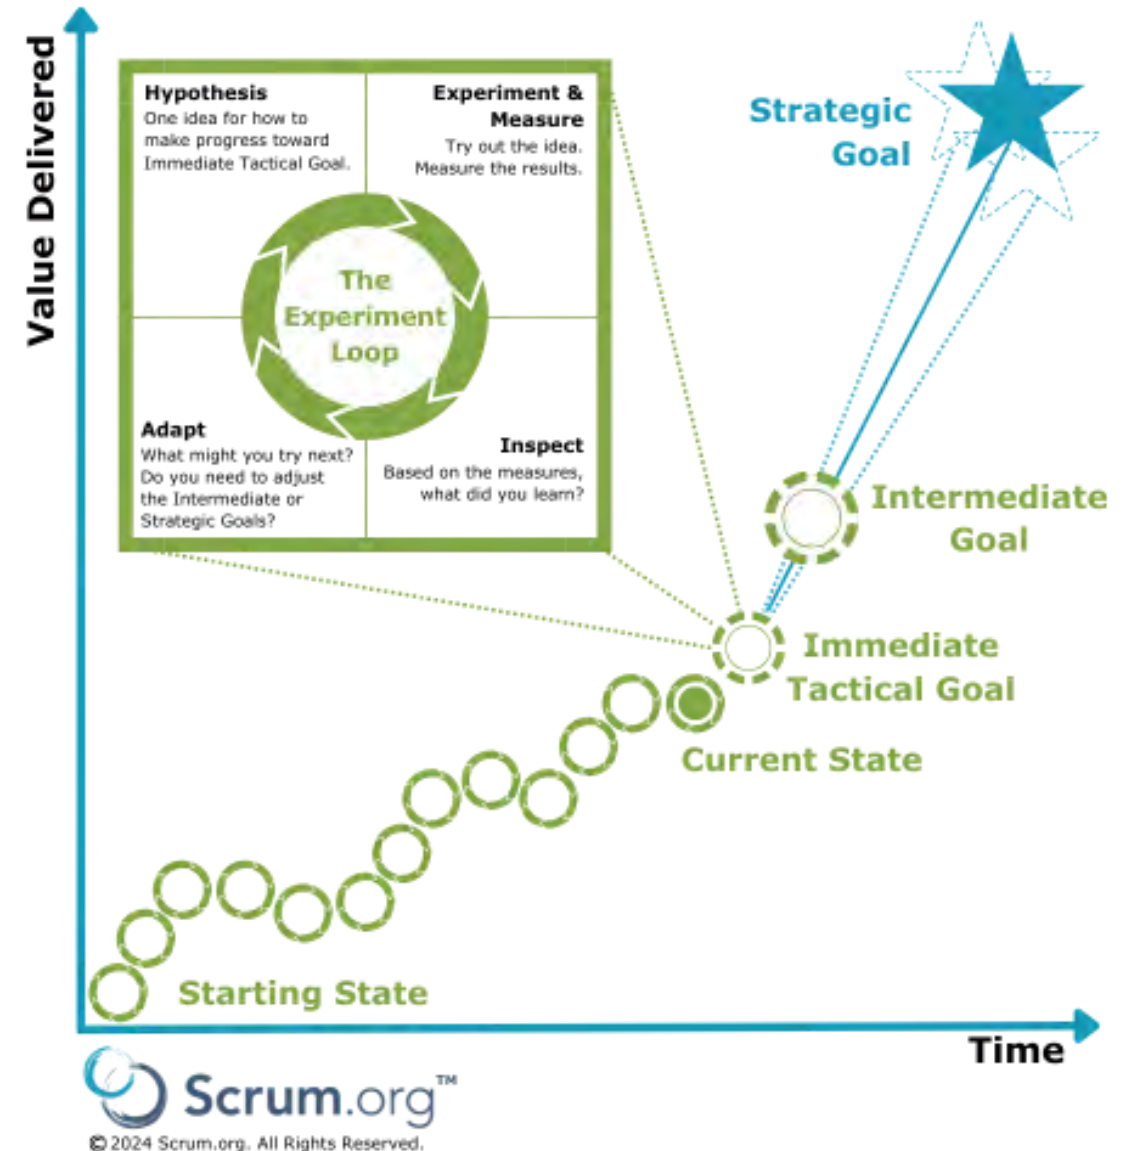 Value Delivered
Hypothesis
One idea for how to
make progress toward
Immediate Tactical Goal.
Experiment &
Measure
Try out the idea.
Measure the results.
The
Experiment
Loop
Adapt
What might you try next?
Do you need to adjust
the Intermediate or
Strategic Goals?
Inspect
Based on the measures,
what did you learn?
Strategic
Goal
Intermediate
Goal
Immediate
Tactical Goal
Current State
Starting State
Time
Scrum.org™
© 2024 Scrum.org. All Rights Reserved.